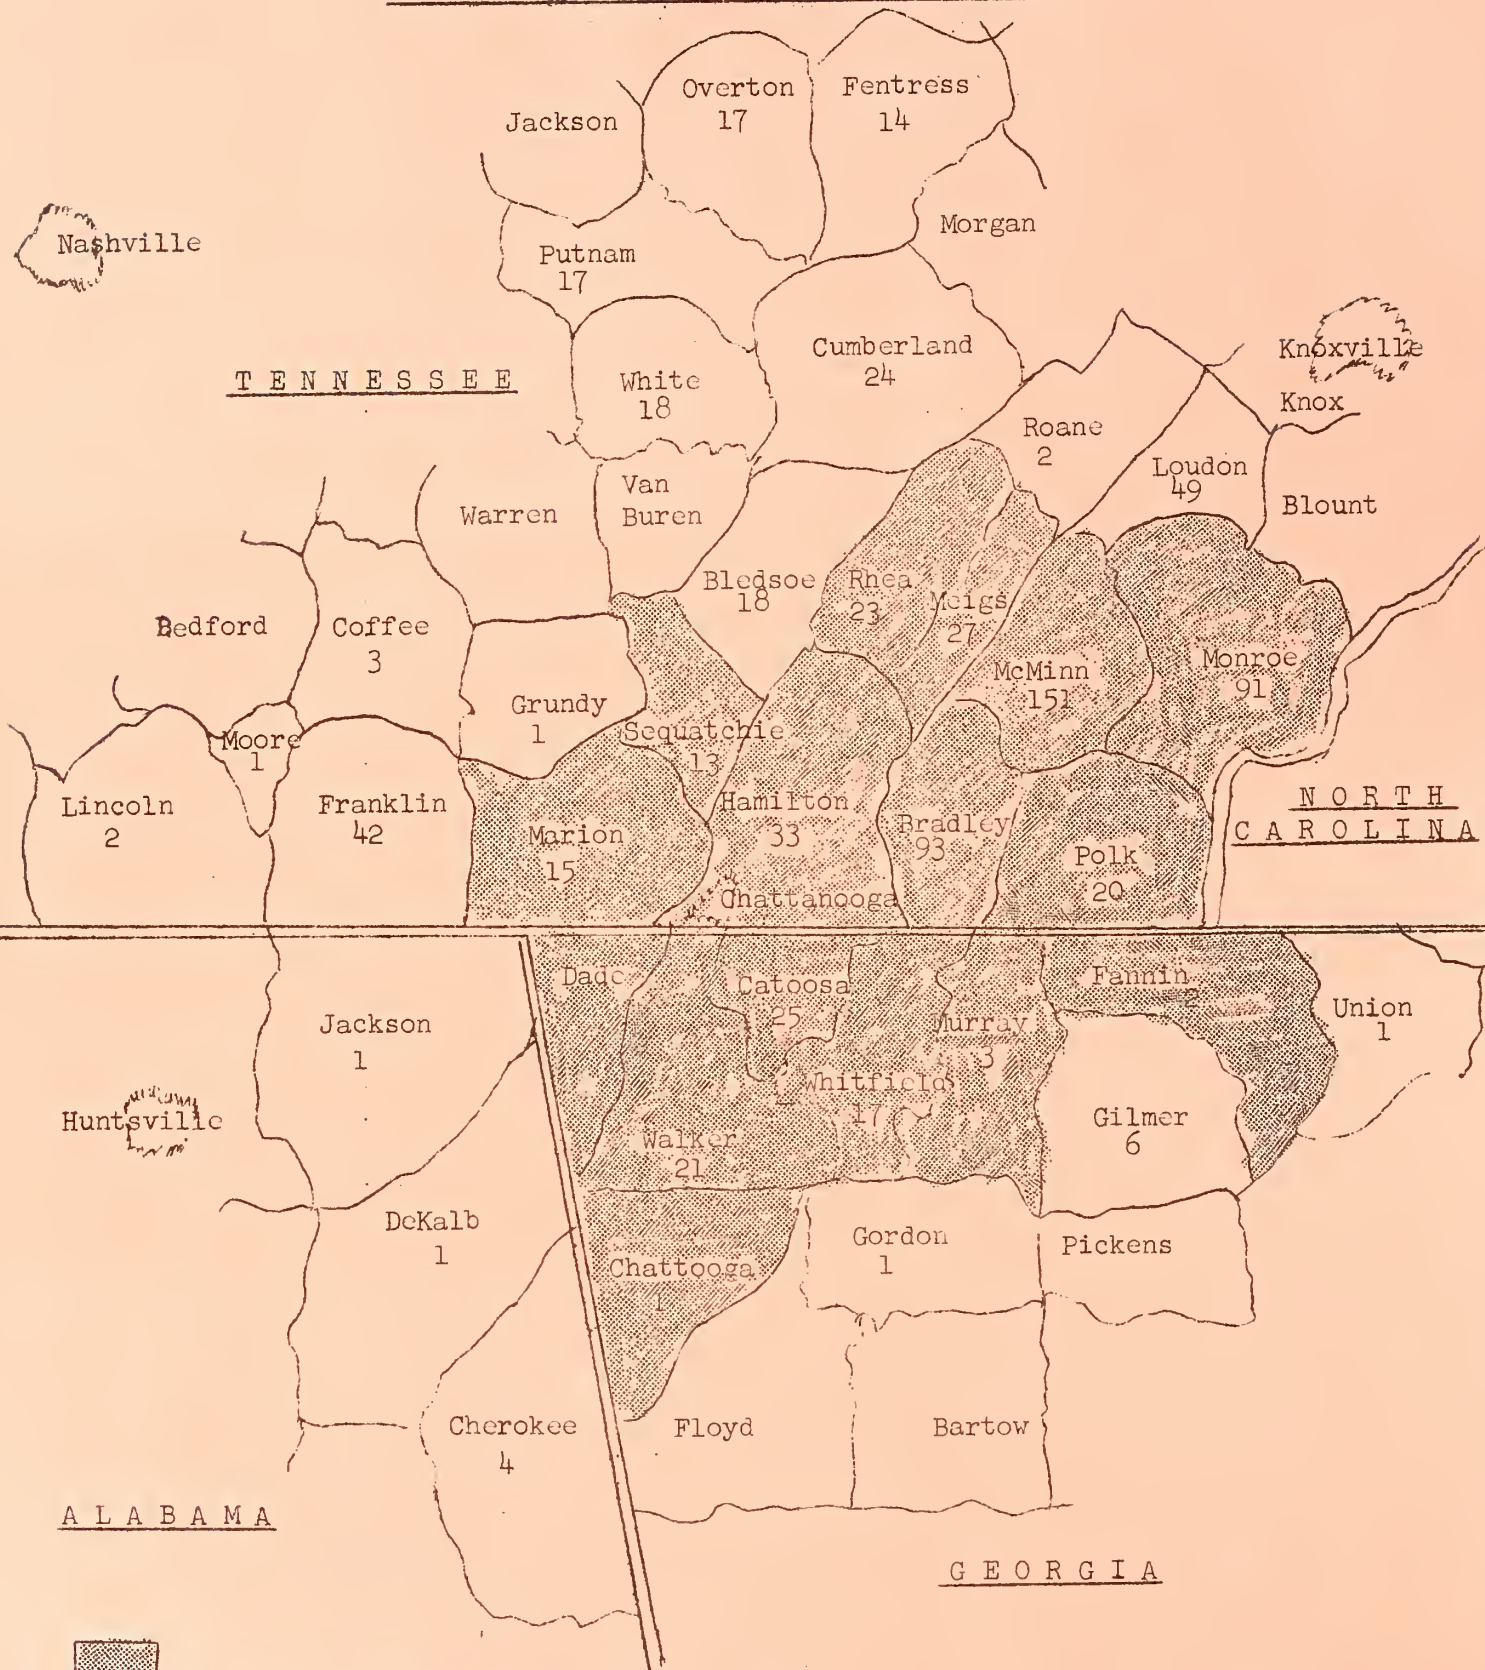 Overton
17
Fentress
14
Jackson
Nashville
Putnam
17
Morgan
TENNESSEE
White
18
Cumberland
24
Knoxville
Knox
Roane
2
Loudon
49
Blount
Warren
Van
Buren
Bledsoe
18
Rhea
23
Meigs
27
Bedford
Coffee
3
McMinn
151
Monroe
91
Grundy
1
Sequatchie
13
Moore
1
Lincoln
2
Franklin
42
Marion
15
Hamilton
33
Bradley
93
Polk
20
Chattanooga
NORTH
CAROLINA
Dade
Catoosa
25
Murray
3
Fannin
2
Union
1
Jackson
1
Huntsville
Whitfield
17
Walker
21
Gilmer
6
DeKalb
1
Chattooga
1
Gordon
1
Pickens
Cherokee
4
Floyd
Bartow
ALABAMA
GEORGIA